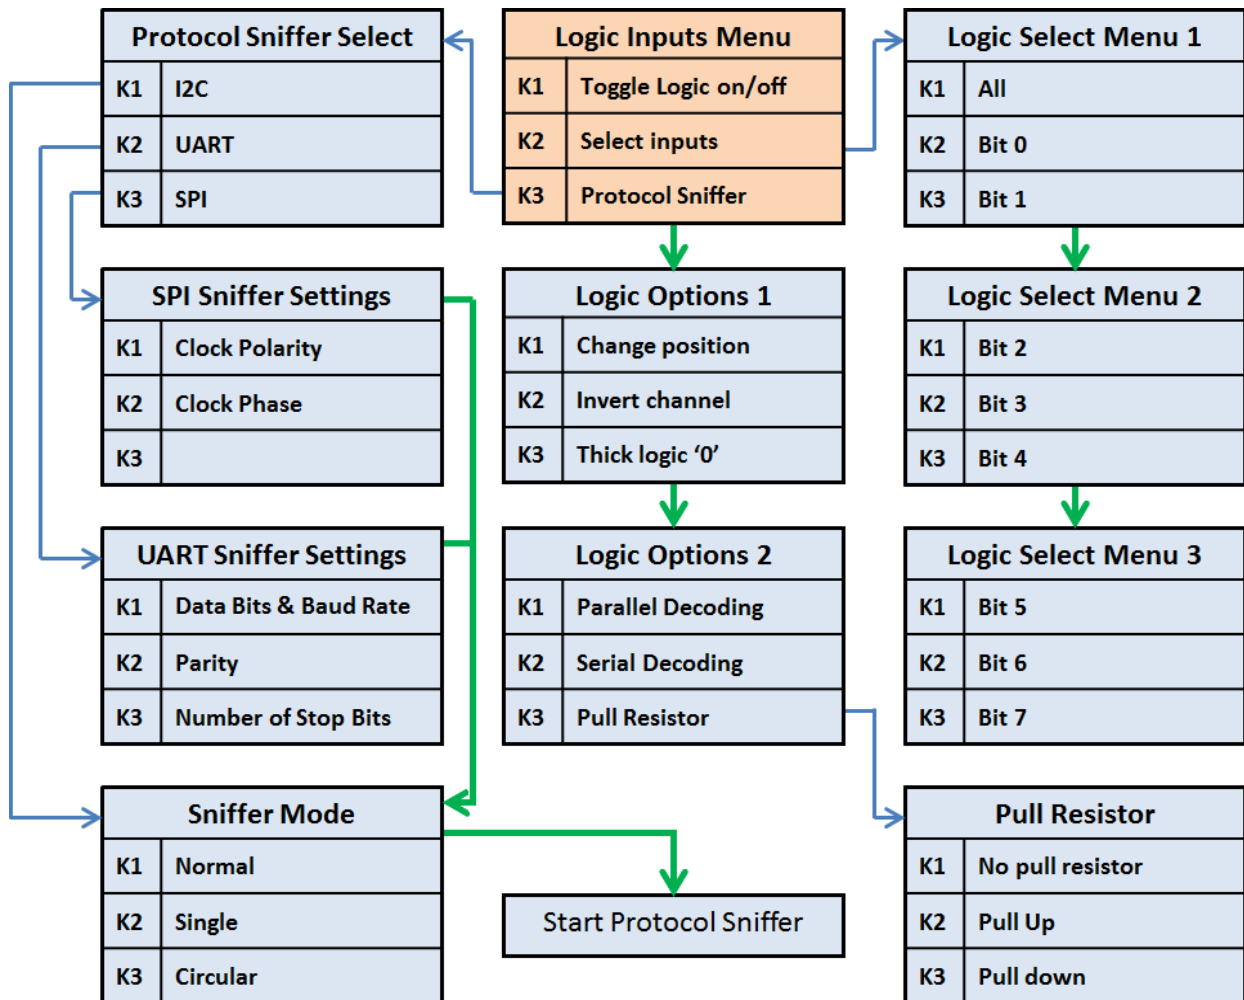 Protocol Sniffer Select
K1 I2C
K2 UART
K3 SPI
Logic Inputs Menu
K1 Toggle Logic on/off
K2 Select inputs
K3 Protocol Sniffer
Logic Select Menu 1
K1 All
K2 Bit 0
K3 Bit 1
SPI Sniffer Settings
K1 Clock Polarity
K2 Clock Phase
K3
Logic Options 1
K1 Change position
K2 Invert channel
K3 Thick logic ‘0’
Logic Select Menu 2
K1 Bit 2
K2 Bit 3
K3 Bit 4
UART Sniffer Settings
K1 Data Bits & Baud Rate
K2 Parity
K3 Number of Stop Bits
Logic Options 2
K1 Parallel Decoding
K2 Serial Decoding
K3 Pull Resistor
Logic Select Menu 3
K1 Bit 5
K2 Bit 6
K3 Bit 7
Sniffer Mode
K1 Normal
K2 Single
K3 Circular
Start Protocol Sniffer
Pull Resistor
K1 No pull resistor
K2 Pull Up
K3 Pull down